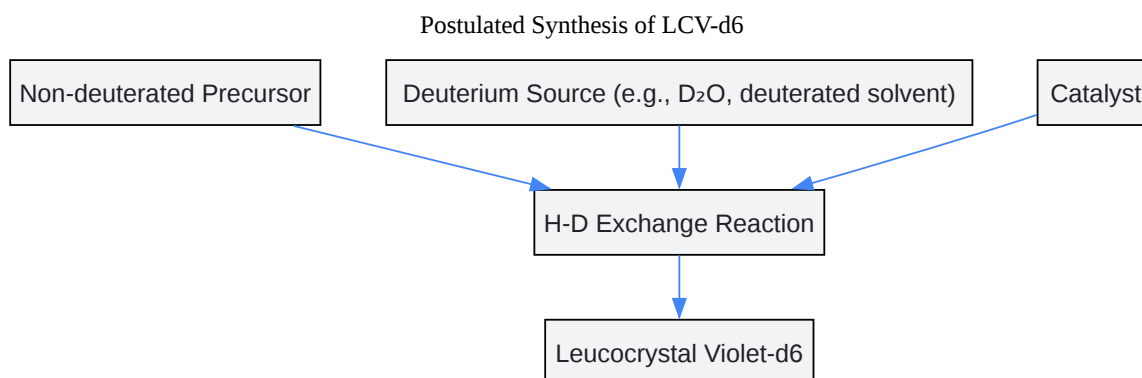 Postulated Synthesis of LCV-d6
Non-deuterated Precursor
Deuterium Source (e.g., D₂O, deuterated solvent)
Catalyst
H-D Exchange Reaction
Leucocrystal Violet-d6